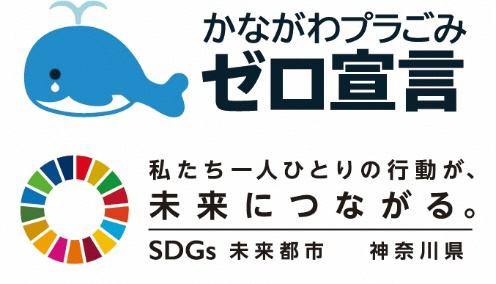 かながわプラごみ
ゼロ宣言
私たち一人ひとりの行動が、
未来につながる。
SDGs 未来都市 神奈川県